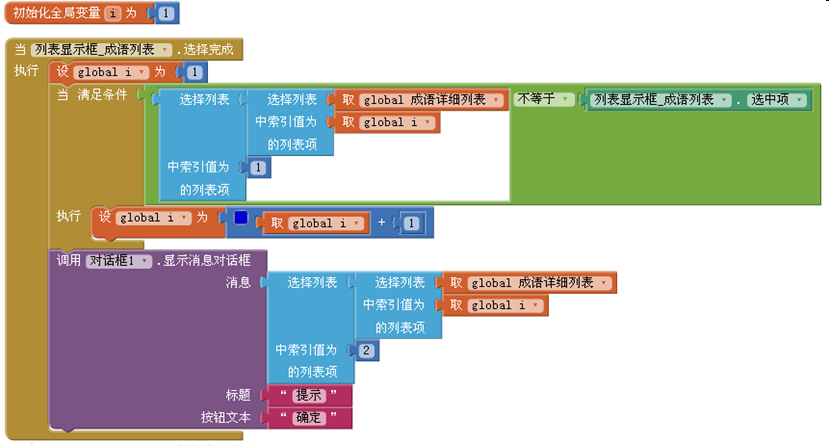 初始化全局变量 i 为 1
当 列表显示框_成语列表 .选择完成
执行 设 global i 为 1
当 满足条件 选择列表 选择列表 取 global 成语详细列表 不等于 列表显示框_成语列表 . 选中项
中索引值为 取 global i
的列表项
中索引值为 1
的列表项
执行 设 global i 为 取 global i + 1
调用 对话框1 .显示消息对话框
消息 选择列表 选择列表 取 global 成语详细列表
中索引值为 取 global i
的列表项
中索引值为 2
的列表项
标题 “ 提示 ”
按钮文本 “ 确定 ”